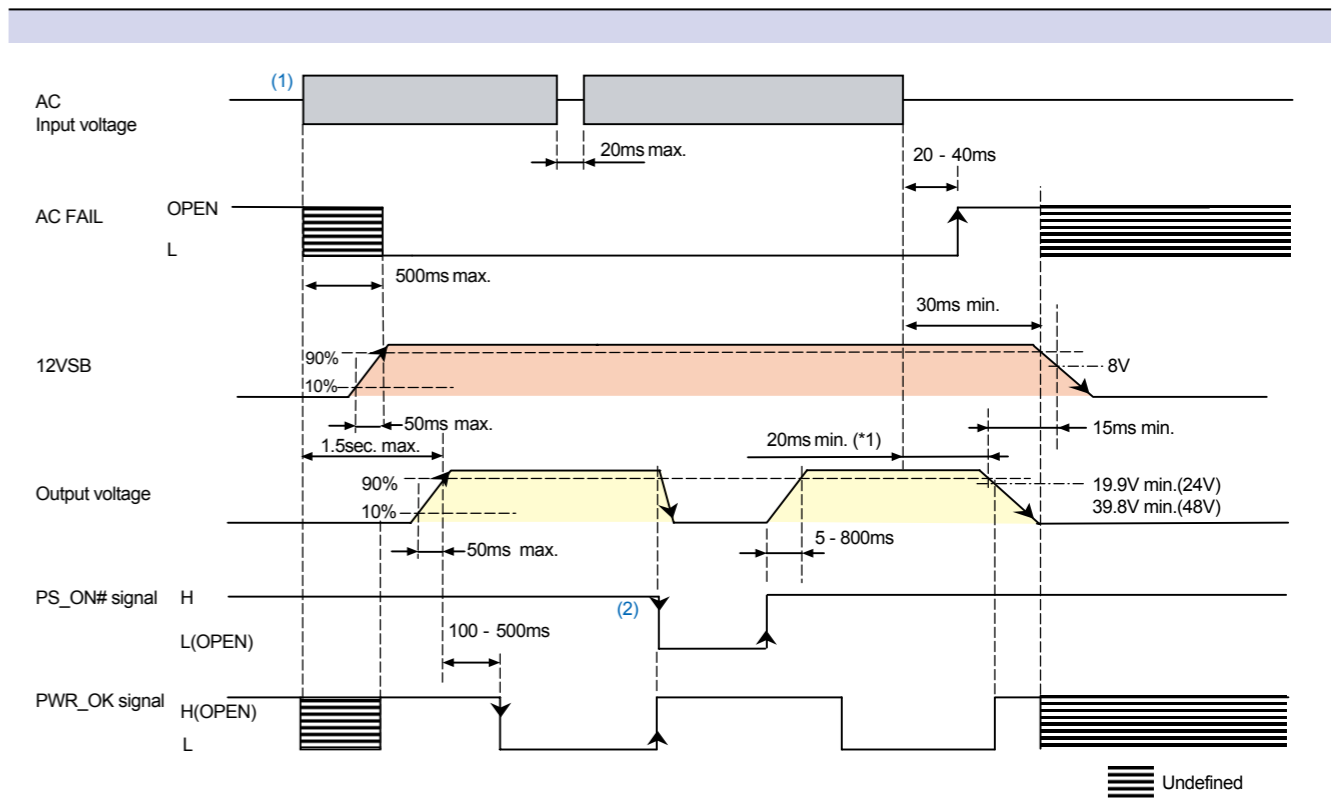 (1)
AC
Input voltage
20ms max.
20 - 40ms
AC FAIL
OPEN
L
500ms max.
30ms min.
12VSB
90%
10%
8V
50ms max.
15ms min.
1.5sec. max.
20ms min. (*1)
Output voltage
90%
10%
19.9V min.(24V)
39.8V min.(48V)
50ms max.
5 - 800ms
PS_ON# signal
H
(2)
L(OPEN)
100 - 500ms
PWR_OK signal
H(OPEN)
L
Undefined